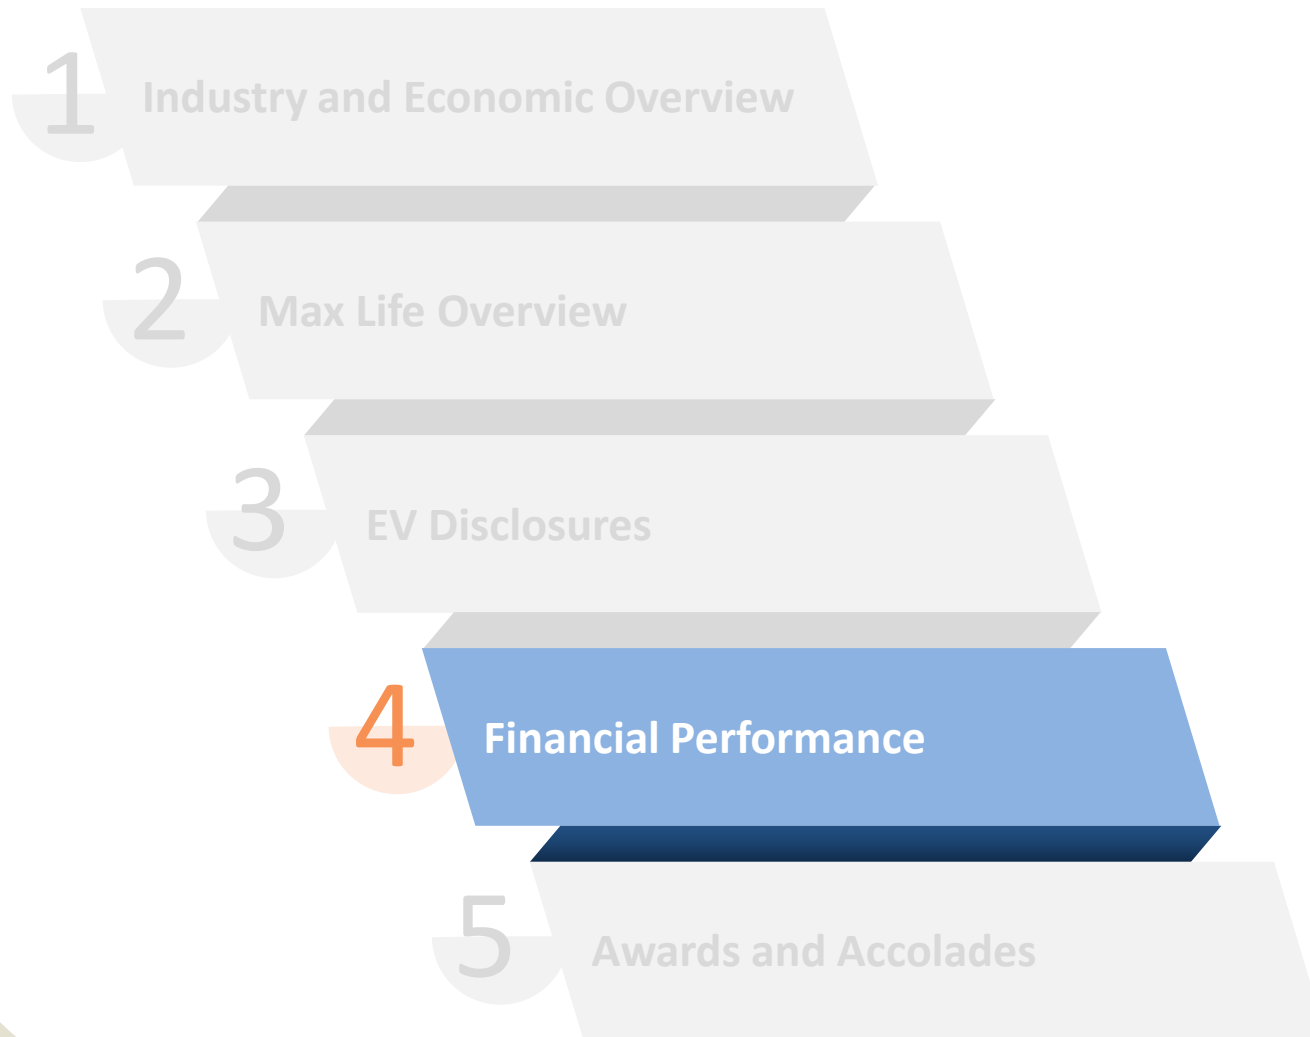 1
Industry and Economic Overview
2
Max Life Overview
3
EV Disclosures
4
Financial Performance
5
Awards and Accolades